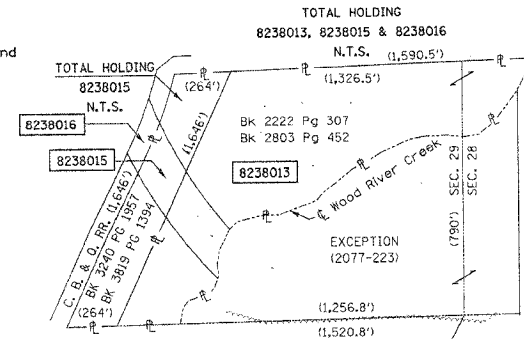 TOTAL HOLDING
8238013, 8238015 & 8238016
N.T.S.
(1,590.5')
nd
TOTAL HOLDING
8238015
N.T.S.
(264')
(1,326.5')
8238016
BK 2222 Pg 307
BK 2803 Pg 452
(1,646')
8238015
8238013
℄ Wood River Creek
SEC. 29
SEC. 28
C. B. & Q. RR. (1,646')
BK 3240 PG 1957
BK 3819 PG 1394
EXCEPTION
(2077-223)
(790')
(264')
(1,256.8')
(1,520.8')